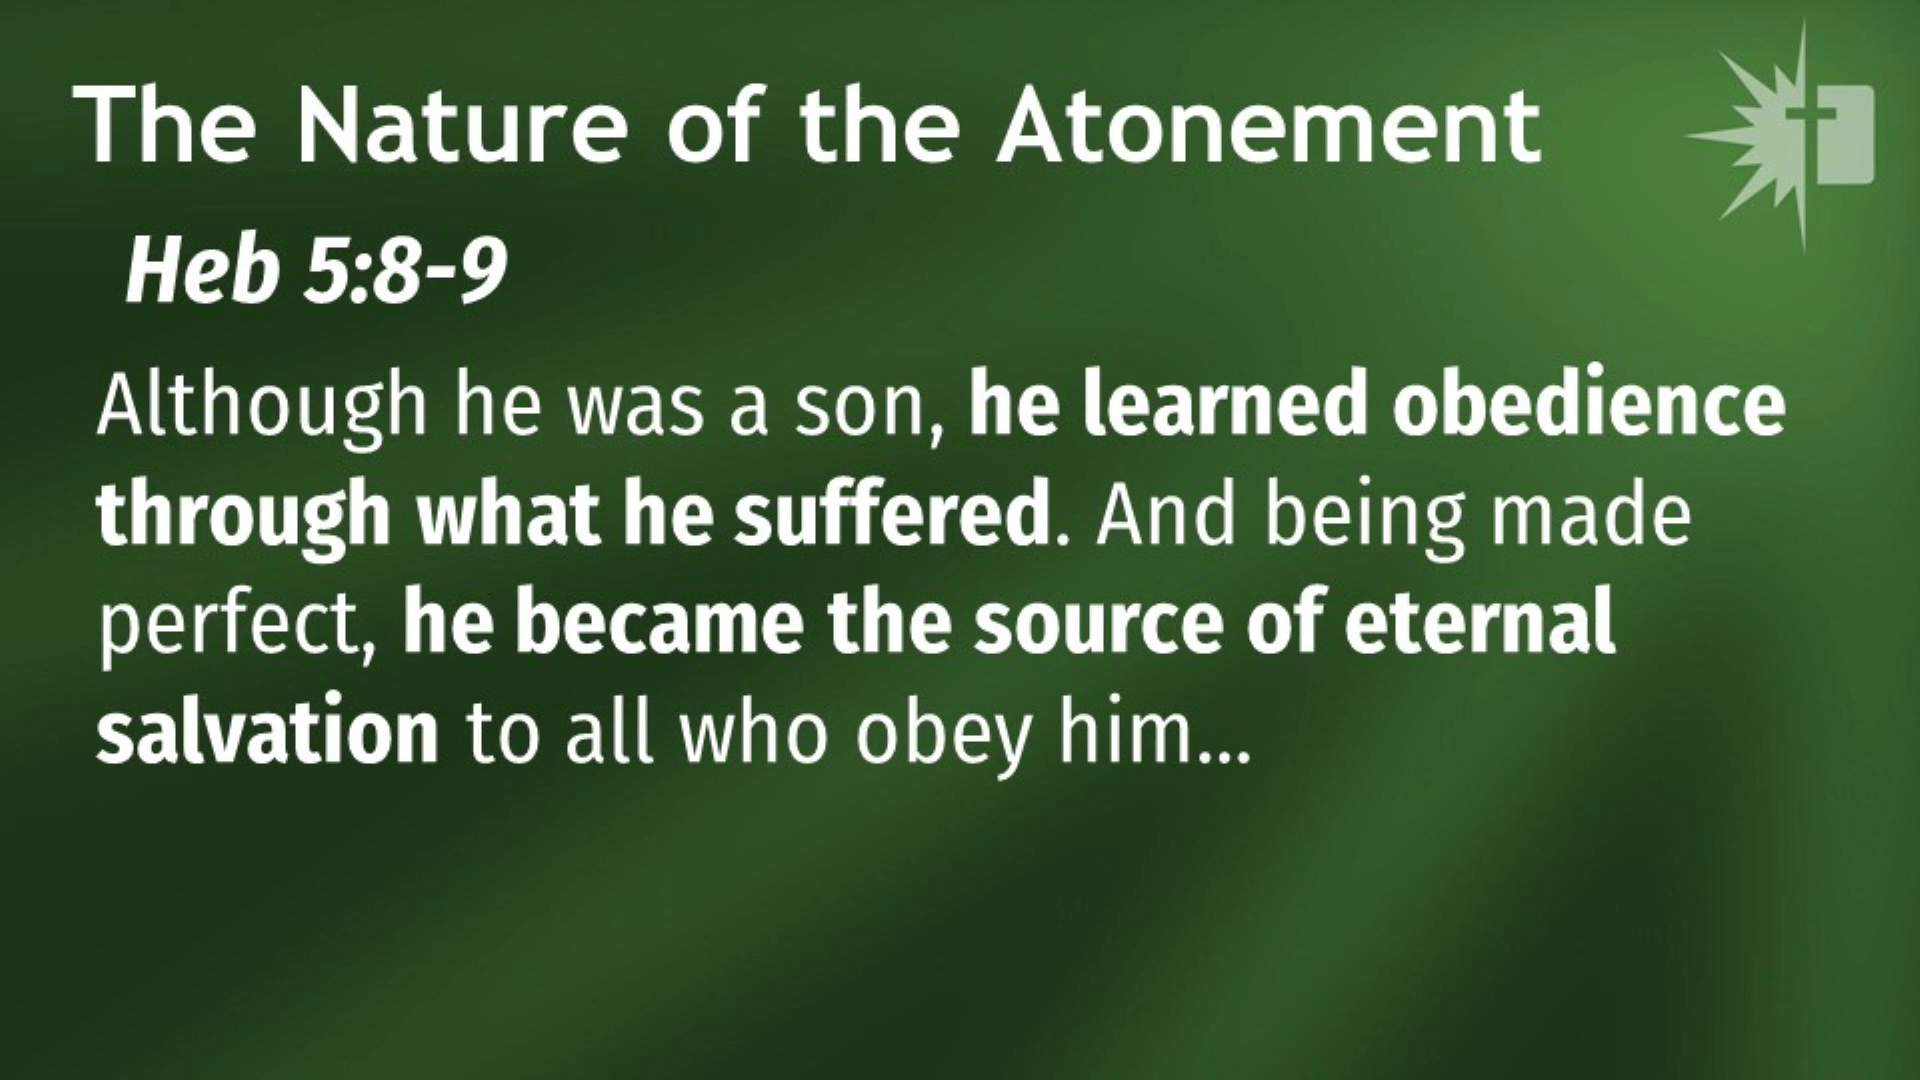 The Nature of the Atonement
Heb 5:8-9
Although he was a son, he learned obedience
through what he suffered. And being made
perfect, he became the source of eternal
salvation to all who obey him...